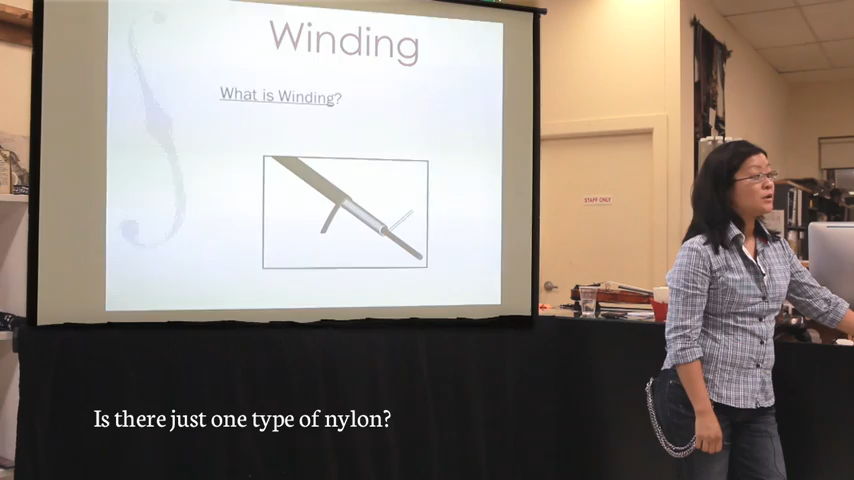 Winding
What is Winding?
STAFF ONLY
Is there just one type of nylon?